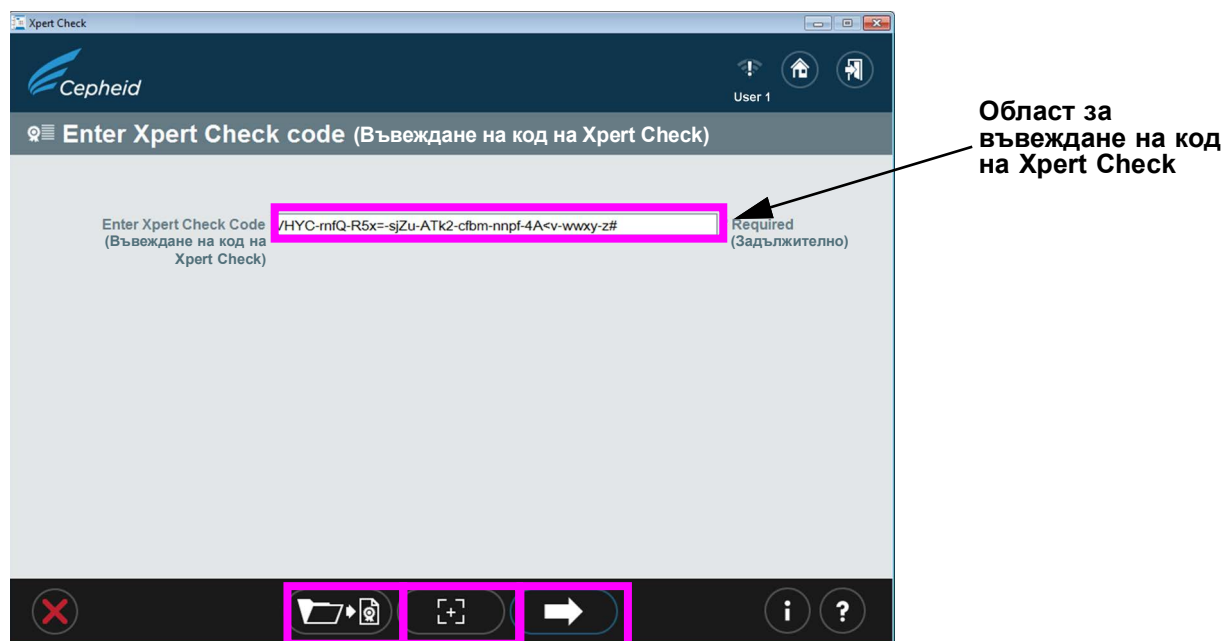 Xpert Check
Cepheid
User 1
Enter Xpert Check code (Въвеждане на код на Xpert Check)
Област за
въвеждане на код
на Xpert Check
Enter Xpert Check Code
(Въвеждане на код на
Xpert Check)
/HYC-rnfQ-R5x=-sjZu-ATk2-cfbm-nnpf-4A<v-wwxy-z#
Required
(Задължително)
i
?